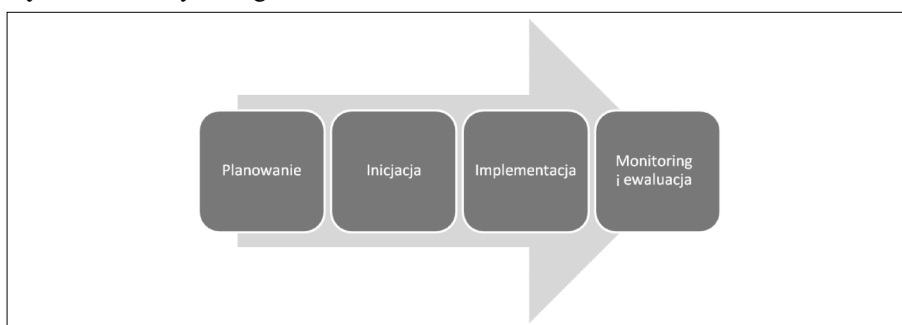 Planowanie
Inicjacja
Implementacja
Monitoring
i ewaluacja